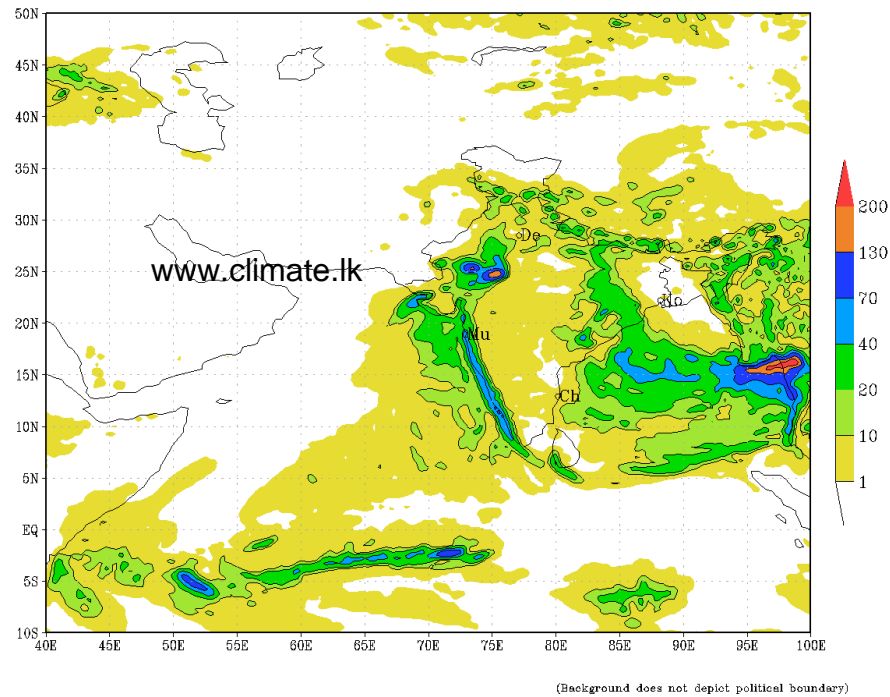 50N
45N
40N
35N
30N
25N
20N
15N
10N
5N
EQ
5S
10S
40E 45E 50E 55E 60E 65E 70E 75E 80E 85E 90E 95E 100E
www.climate.lk
De
Ko
Mu
Ch
200
130
70
40
20
10
1
(Background does not depict political boundary)